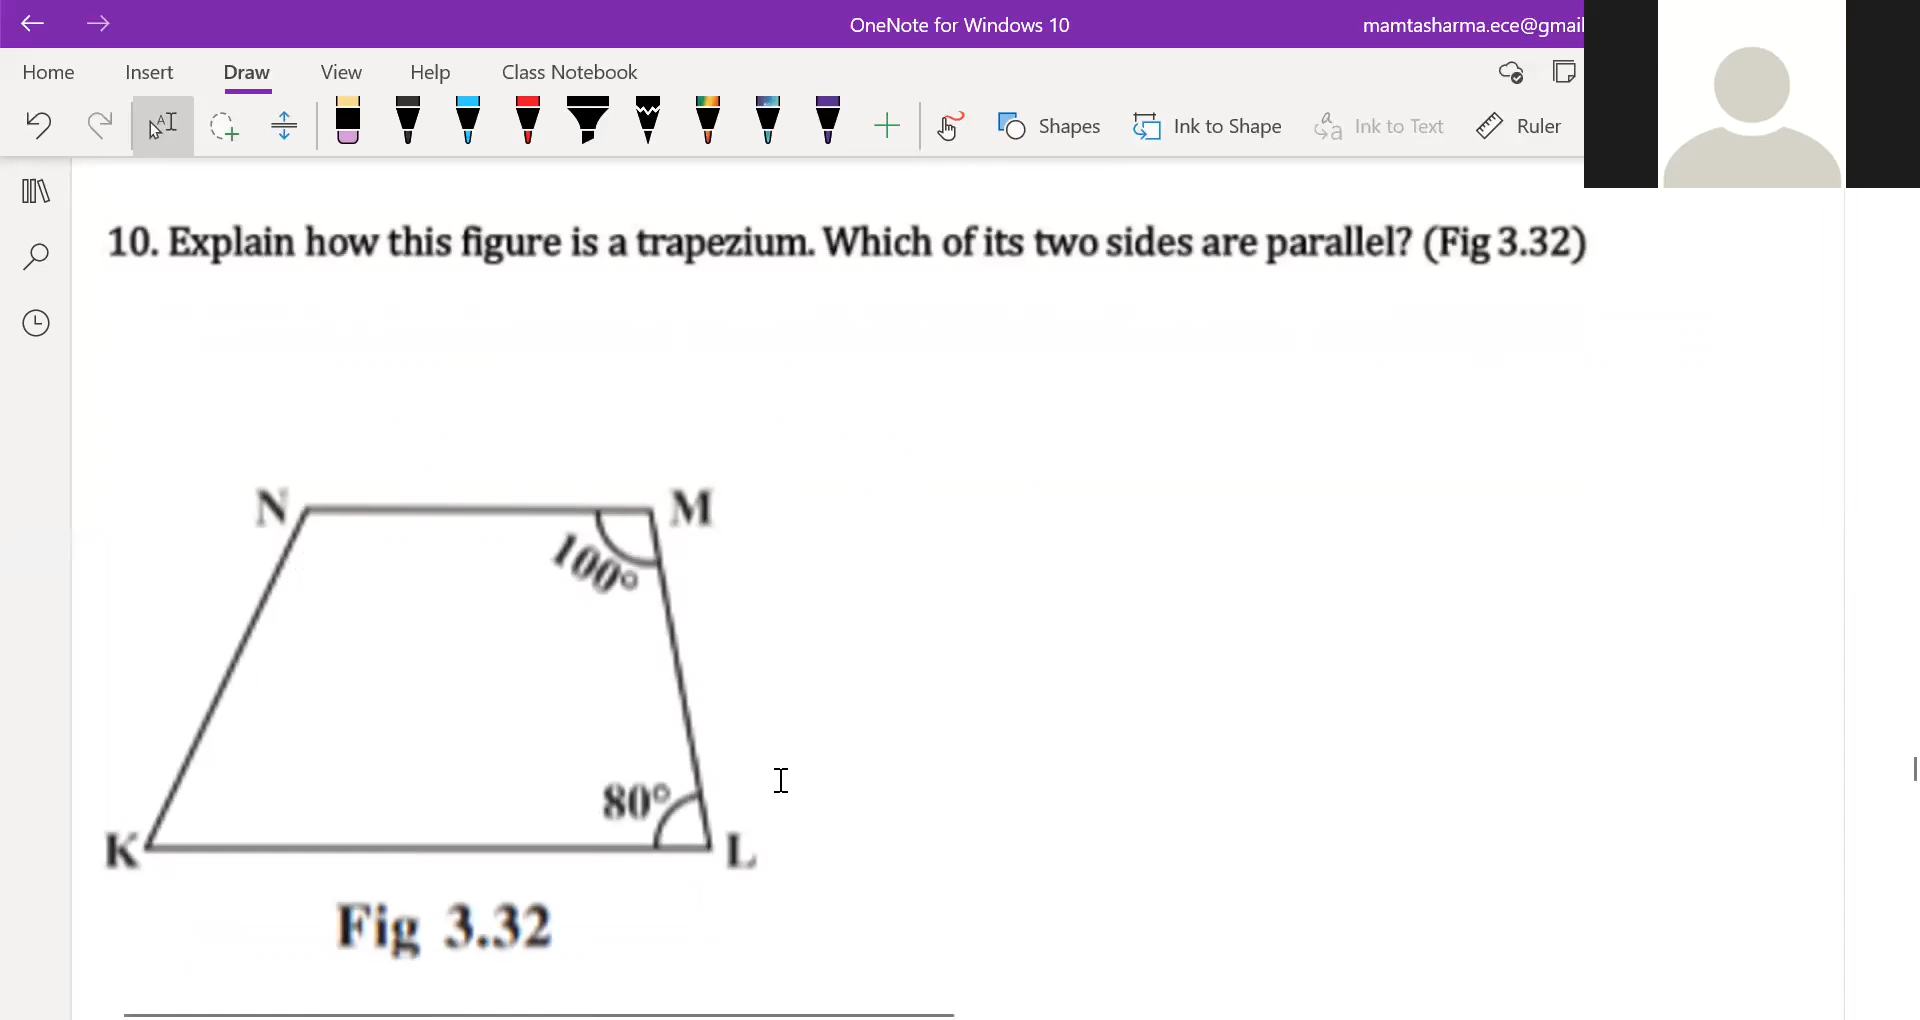 OneNote for Windows 10
mamtasharma.ece@gmail
Home Insert Draw View Help Class Notebook
Shapes Ink to Shape Ink to Text Ruler
10. Explain how this figure is a trapezium. Which of its two sides are parallel? (Fig 3.32)
N M
100°
80°
K L
Fig 3.32